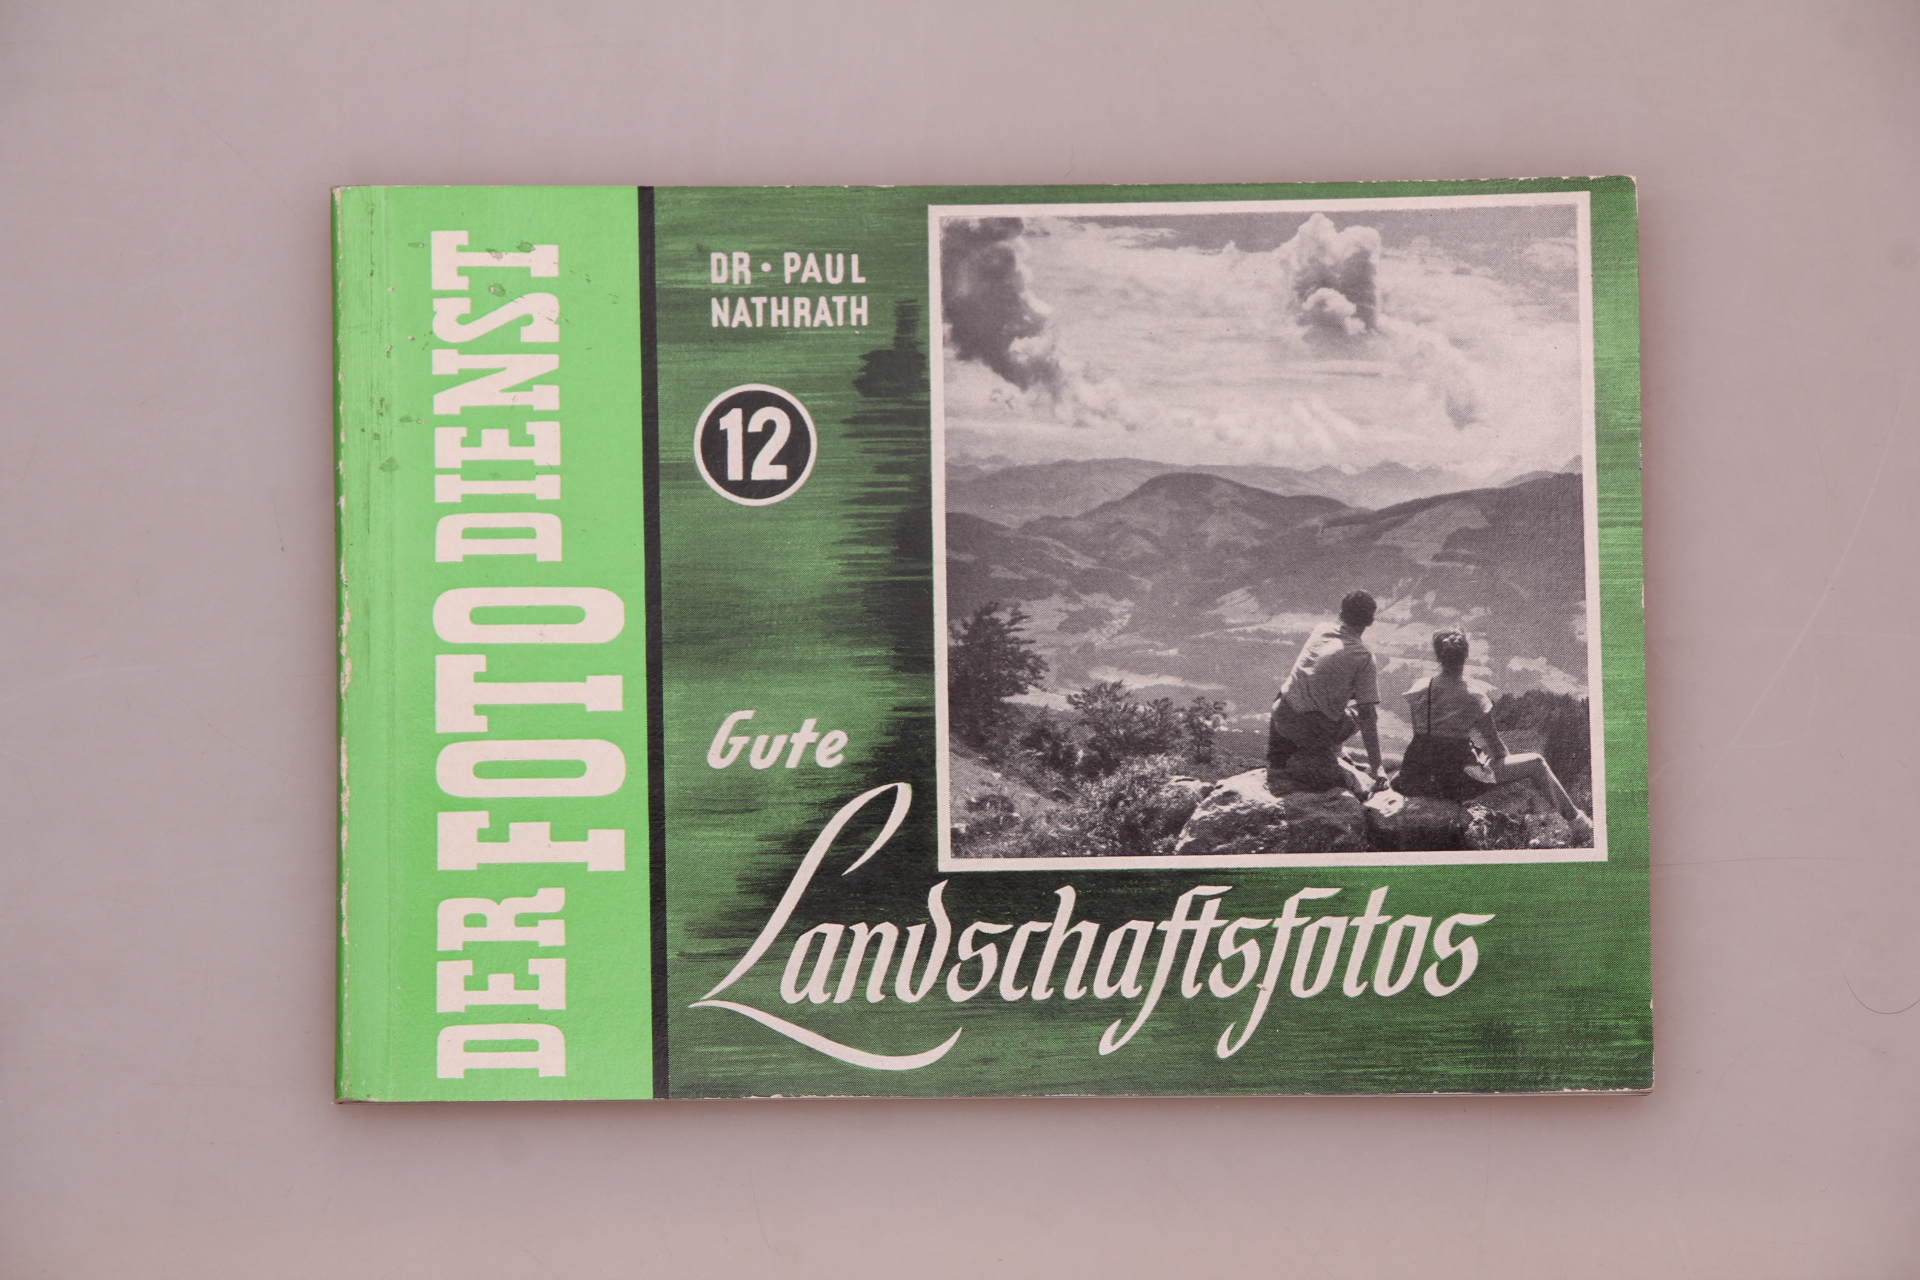 DER FOTO DIENST
DR · PAUL
NATHRATH
12
Gute
Landschaftsfotos